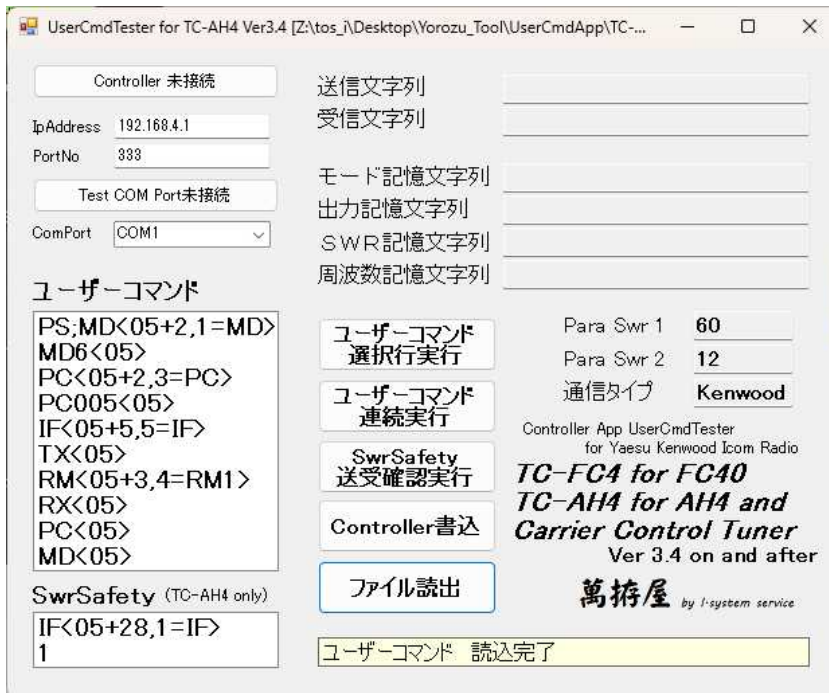 UserCmdTester for TC-AH4 Ver3.4 [Z:\tos_i\Desktop\Yorozu_Tool\UserCmdApp\TC-...
Controller 未接続
IpAddress 192.168.4.1
PortNo 333
Test COM Port未接続
ComPort COM1
ユーザーコマンド
PS;MD<05+2,1=MD>
MD6<05>
PC<05+2,3=PC>
PC005<05>
IF<05+5,5=IF>
TX<05>
RM<05+3,4=RM1>
RX<05>
PC<05>
MD<05>
SwrSafety (TC-AH4 only)
IF<05+28,1=IF>
1
送信文字列
受信文字列
モード記憶文字列
出力記憶文字列
SWR記憶文字列
周波数記憶文字列
ユーザーコマンド
選択行実行
ユーザーコマンド
連続実行
SwrSafety
送受確認実行
Controller書込
ファイル読出
Para Swr 1 60
Para Swr 2 12
通信タイプ Kenwood
Controller App UserCmdTester
for Yaesu Kenwood Icom Radio
TC-FC4 for FC40
TC-AH4 for AH4 and
Carrier Control Tuner
Ver 3.4 on and after
萬拵屋 by I-system service
ユーザーコマンド 読込完了